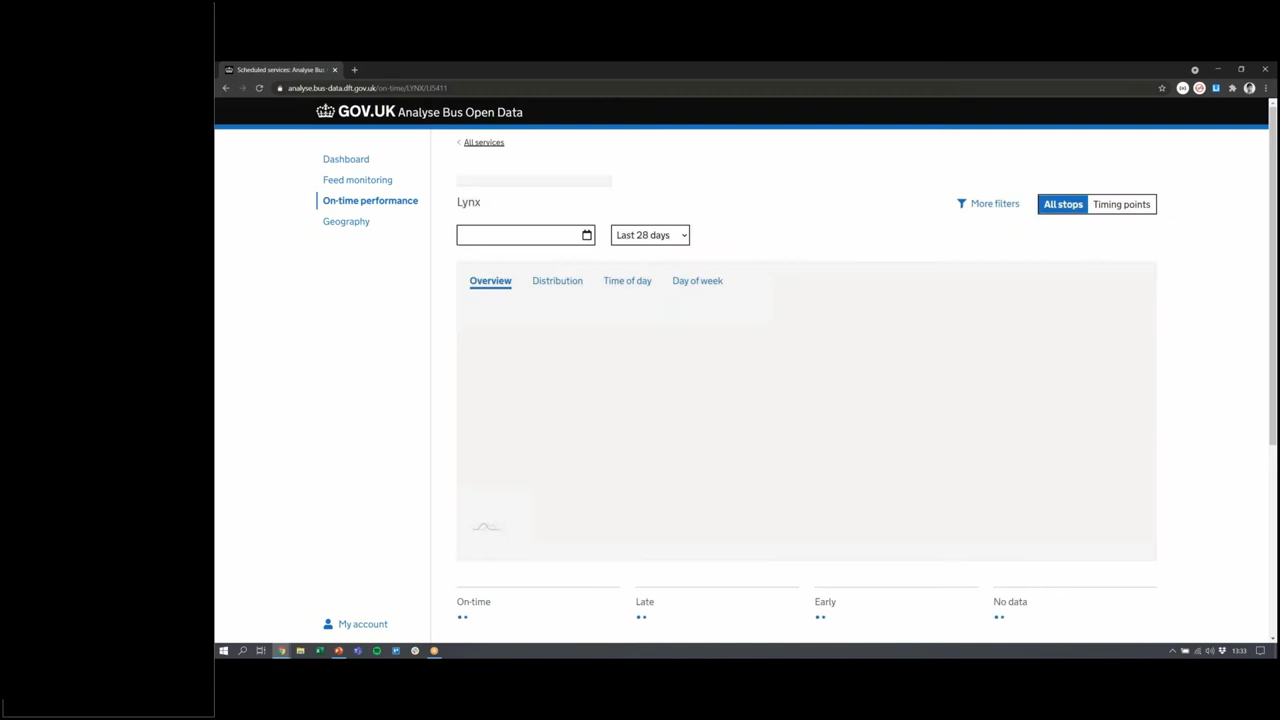 Scheduled services: Analyse Bus
analyse.bus-data.dft.gov.uk/on-time/LYNX/LI5411
GOV.UK Analyse Bus Open Data
Dashboard
Feed monitoring
On-time performance
Geography
My account
All services
Lynx
More filters
All stops
Timing points
Last 28 days
Overview
Distribution
Time of day
Day of week
On-time
Late
Early
No data
13:33